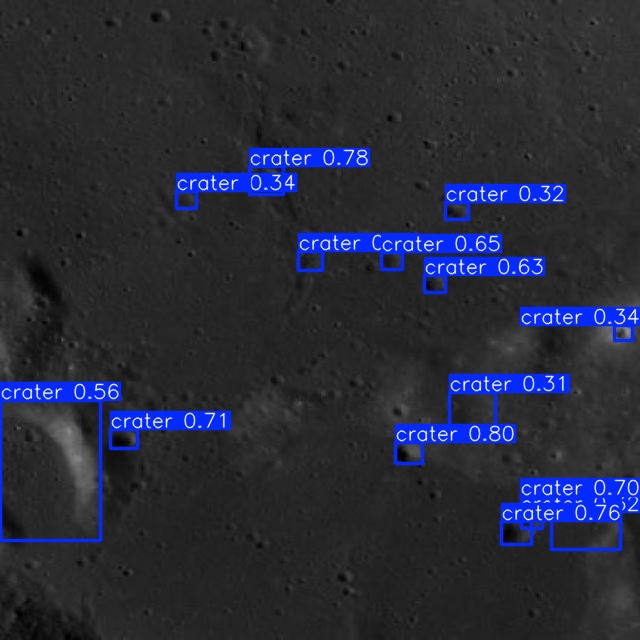 crater 0.78
crater 0.34
crater 0.32
crater
crater 0.65
crater 0.63
crater 0.34
crater 0.31
crater 0.56
crater 0.71
crater 0.80
crater 0.70
crater 0.76